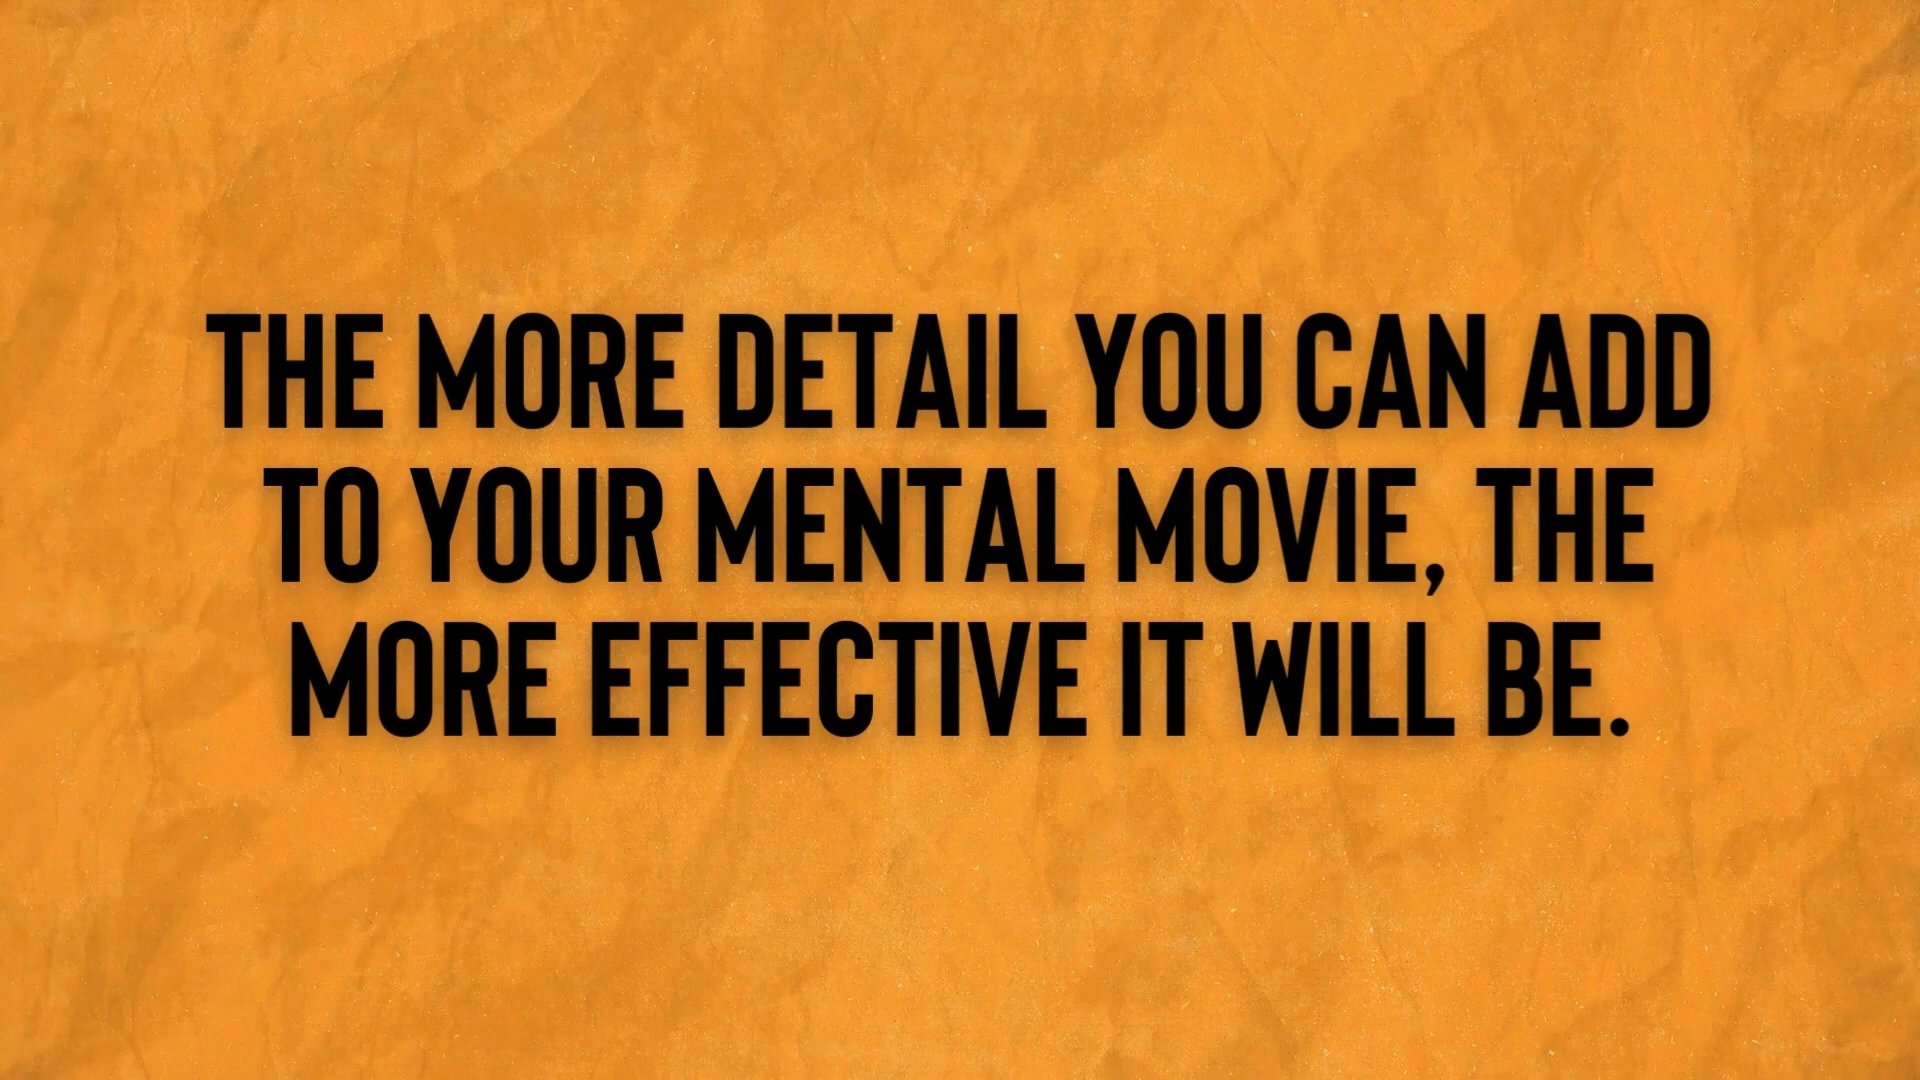 THE MORE DETAIL YOU CAN ADD
TO YOUR MENTAL MOVIE, THE
MORE EFFECTIVE IT WILL BE.